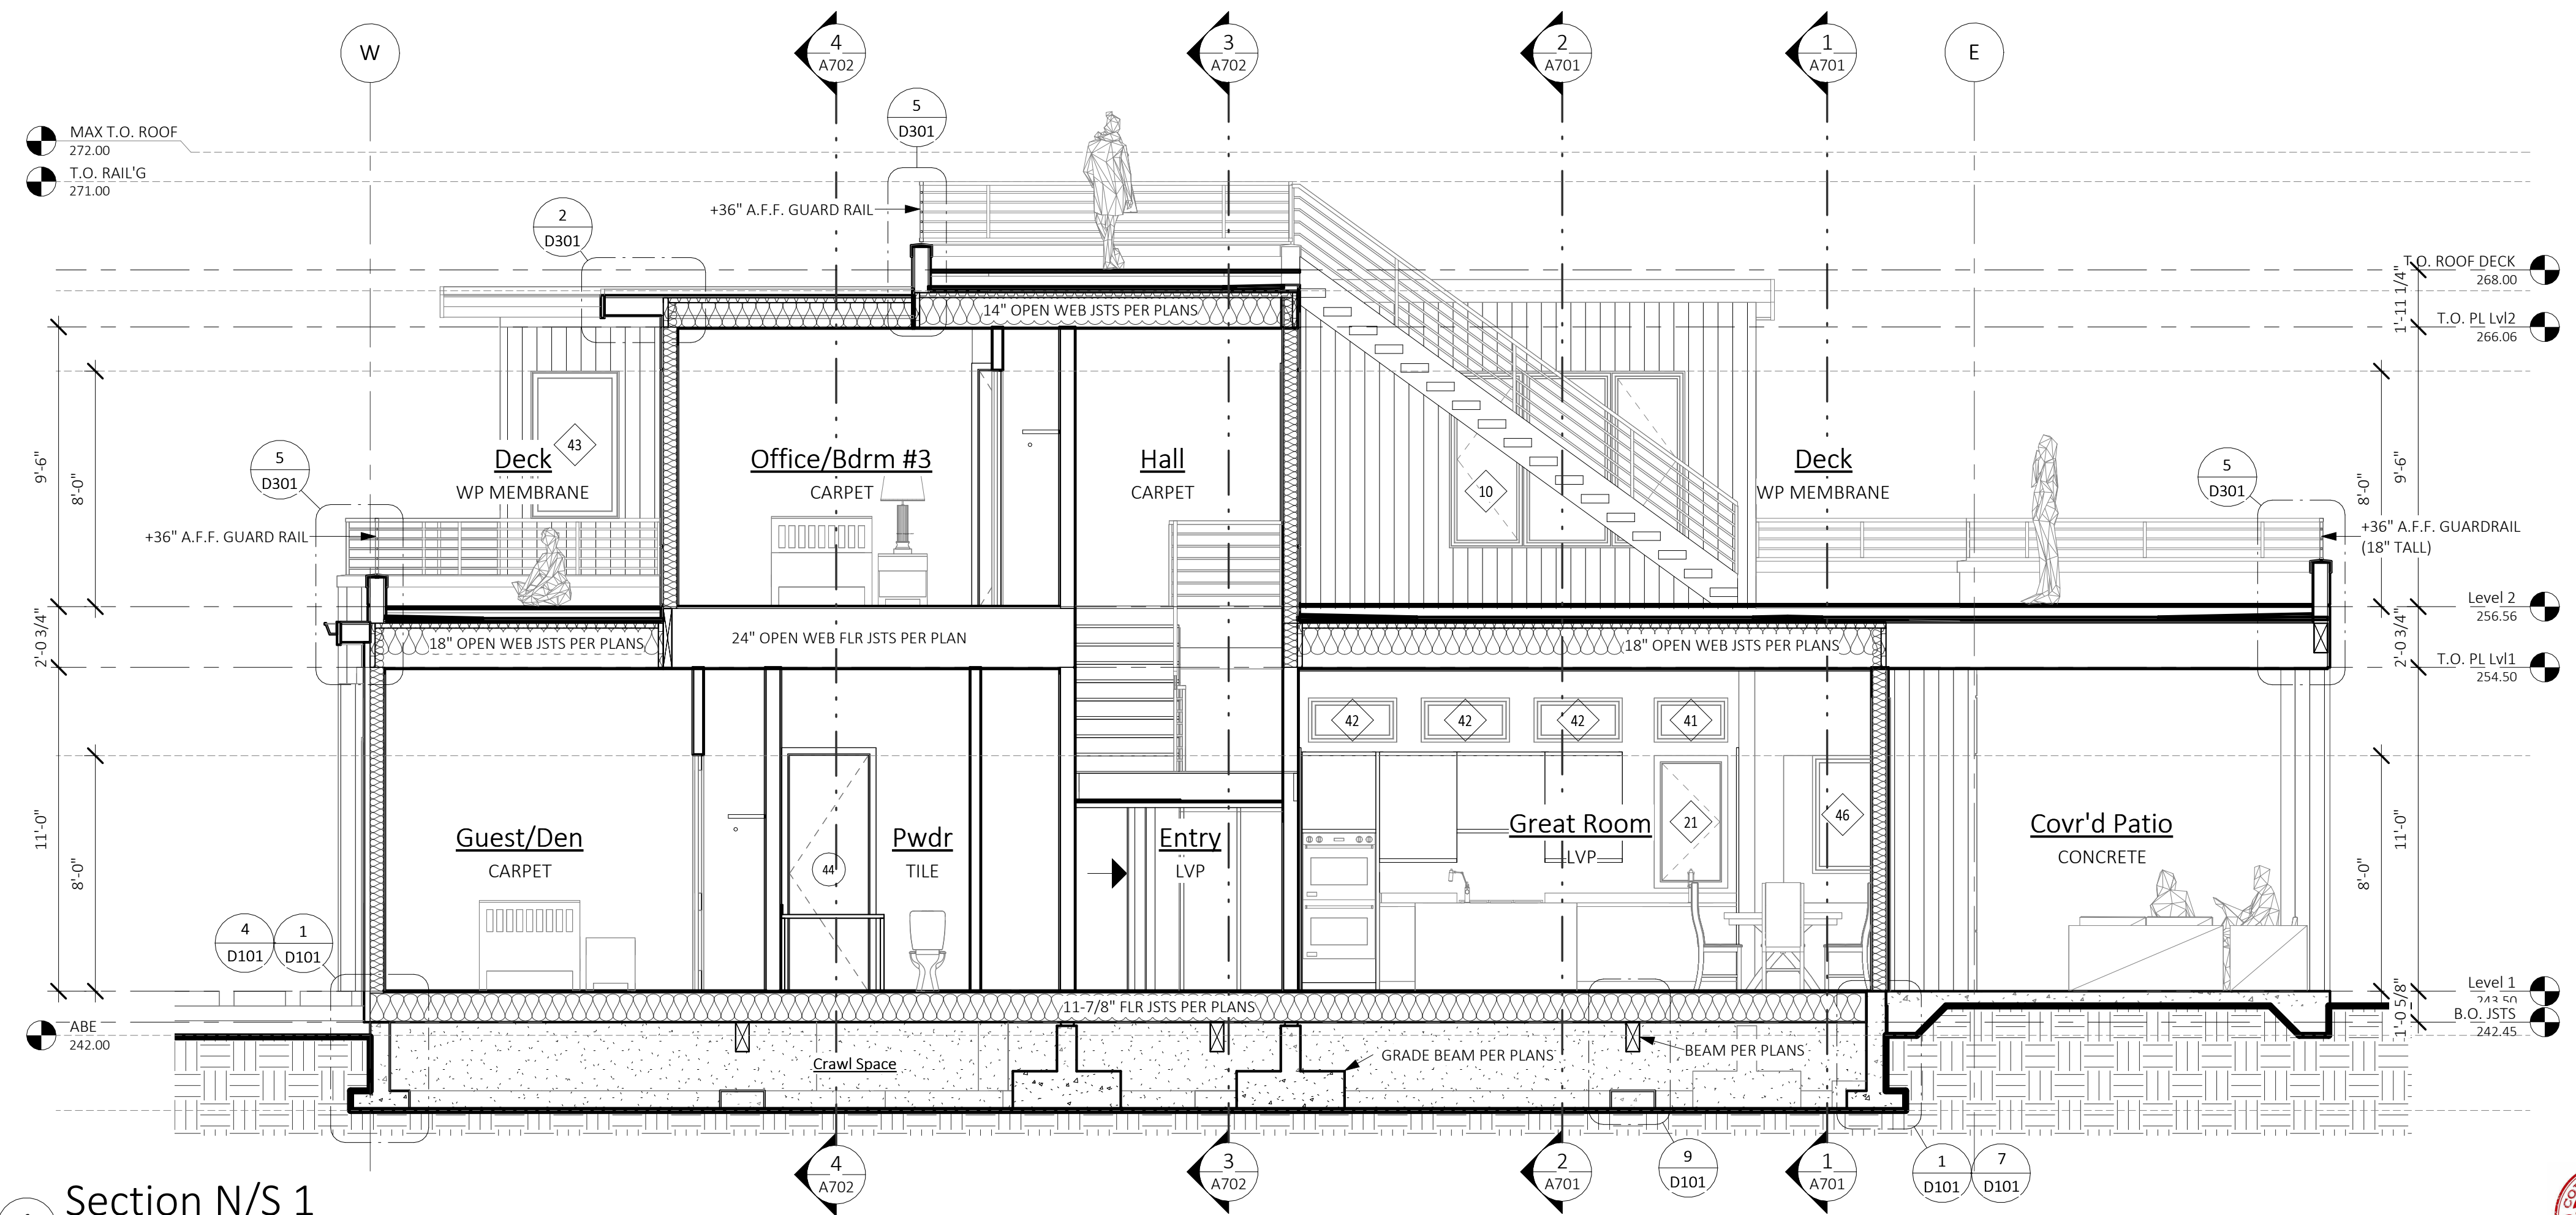 W
4
A702
3
A702
2
A701
1
A701
E
5
D301
MAX T.O. ROOF
272.00
T.O. RAIL'G
271.00
+36" A.F.F. GUARD RAIL
2
D301
T.O. ROOF DECK
268.00
1'-11 1/4"
14" OPEN WEB JSTS PER PLANS
T.O. PL Lvl2
266.06
9'-6"
8'-0"
43
Deck
WP MEMBRANE
Office/Bdrm #3
CARPET
Hall
CARPET
10
Deck
WP MEMBRANE
8'-0"
9'-6"
5
D301
5
D301
+36" A.F.F. GUARD RAIL
+36" A.F.F. GUARDRAIL
(18" TALL)
Level 2
256.56
2'-0 3/4"
18" OPEN WEB JSTS PER PLANS
24" OPEN WEB FLR JSTS PER PLAN
18" OPEN WEB JSTS PER PLANS
2'-0 3/4"
T.O. PL Lvl1
254.50
42
42
42
41
11'-0"
8'-0"
Guest/Den
CARPET
44
Pwdr
TILE
Entry
LVP
Great Room
LVP
21
46
Covr'd Patio
CONCRETE
8'-0"
11'-0"
4
D101
1
D101
Level 1
243.50
1'-0 5/8"
B.O. JSTS
242.45
11-7/8" FLR JSTS PER PLANS
ABE
242.00
Crawl Space
GRADE BEAM PER PLANS
BEAM PER PLANS
4
A702
3
A702
2
A701
9
D101
1
A701
1
D101
7
D101
Section N/S 1